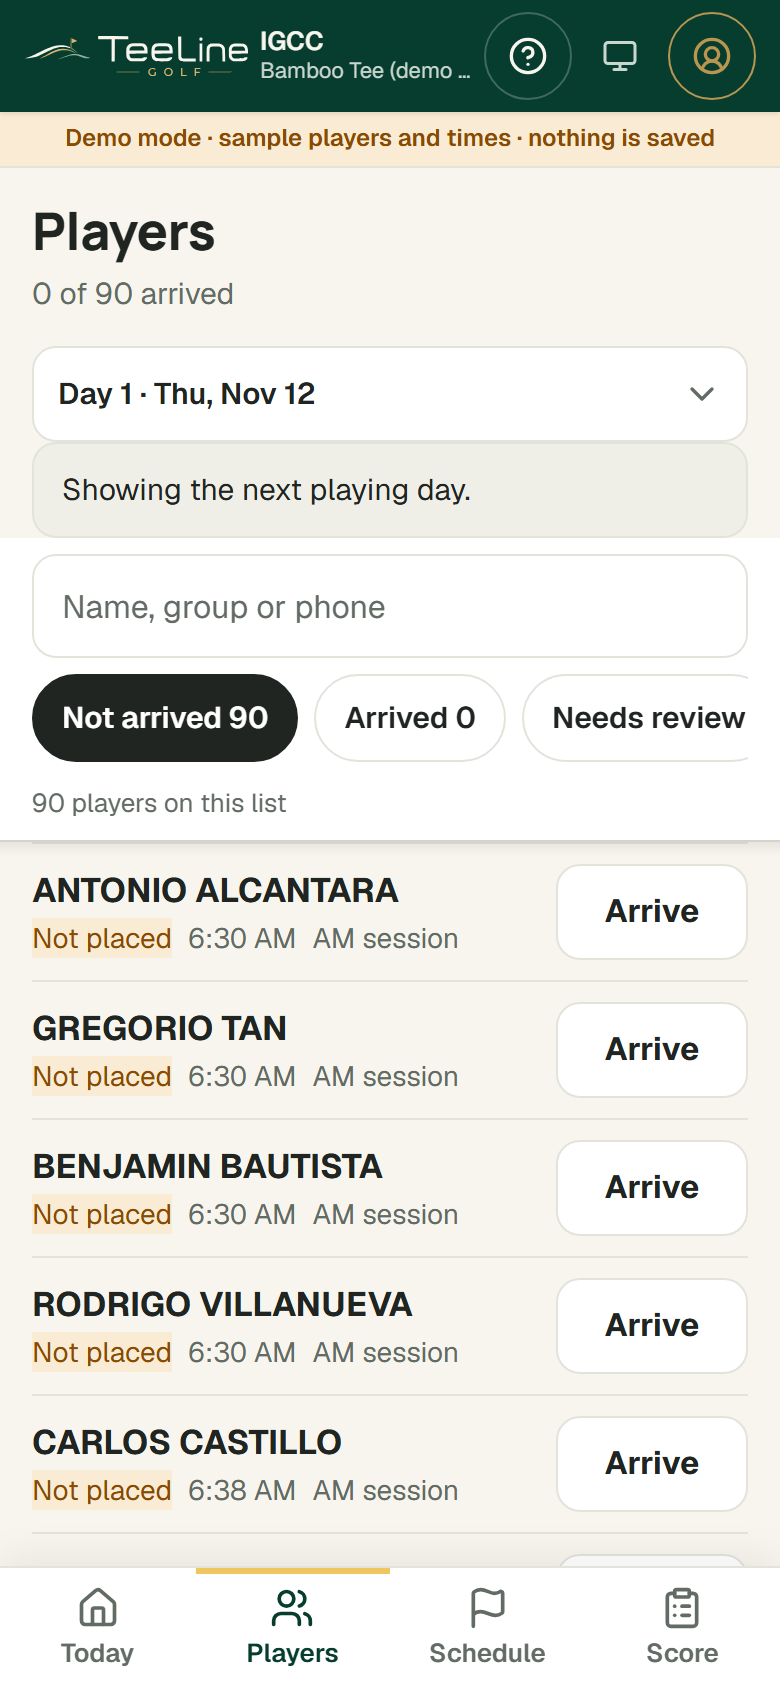 TeeLine
GOLF
IGCC
Bamboo Tee (demo ...
Demo mode · sample players and times · nothing is saved
Players
0 of 90 arrived
Day 1 · Thu, Nov 12
Showing the next playing day.
Name, group or phone
Not arrived 90
Arrived 0
Needs review
90 players on this list
ANTONIO ALCANTARA
Not placed 6:30 AM AM session
Arrive
GREGORIO TAN
Not placed 6:30 AM AM session
Arrive
BENJAMIN BAUTISTA
Not placed 6:30 AM AM session
Arrive
RODRIGO VILLANUEVA
Not placed 6:30 AM AM session
Arrive
CARLOS CASTILLO
Not placed 6:38 AM AM session
Arrive
Today
Players
Schedule
Score